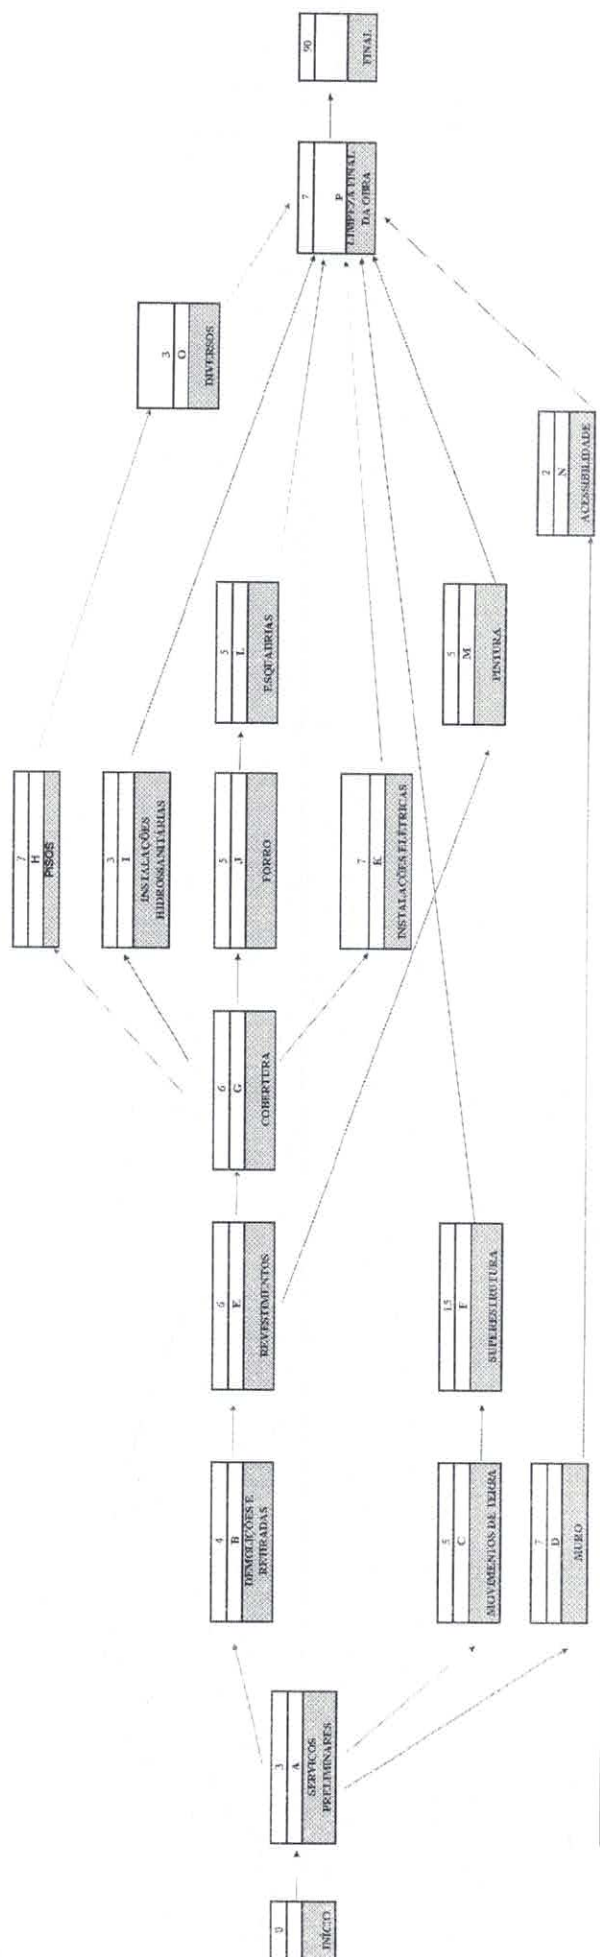 0
INÍCIO
3
A
SERVIÇOS
PRELIMINARES
4
B
DEMOLIÇÕES E
RETIRADAS
5
C
MOVIMENTOS DE TERRA
7
D
MURO
6
E
REVESTIMENTOS
15
F
SUPERESTRUTURA
6
G
COBERTURA
7
H
PISOS
3
I
INSTALAÇÕES
HIDROSSANITÁRIAS
5
J
FORRO
7
K
INSTALAÇÕES ELÉTRICAS
5
L
ESQUADRIAS
5
M
PINTURA
2
N
ACESSIBILIDADE
3
O
DIVERSOS
7
P
LIMPEZA FINAL
DA OBRA
90
FINAL